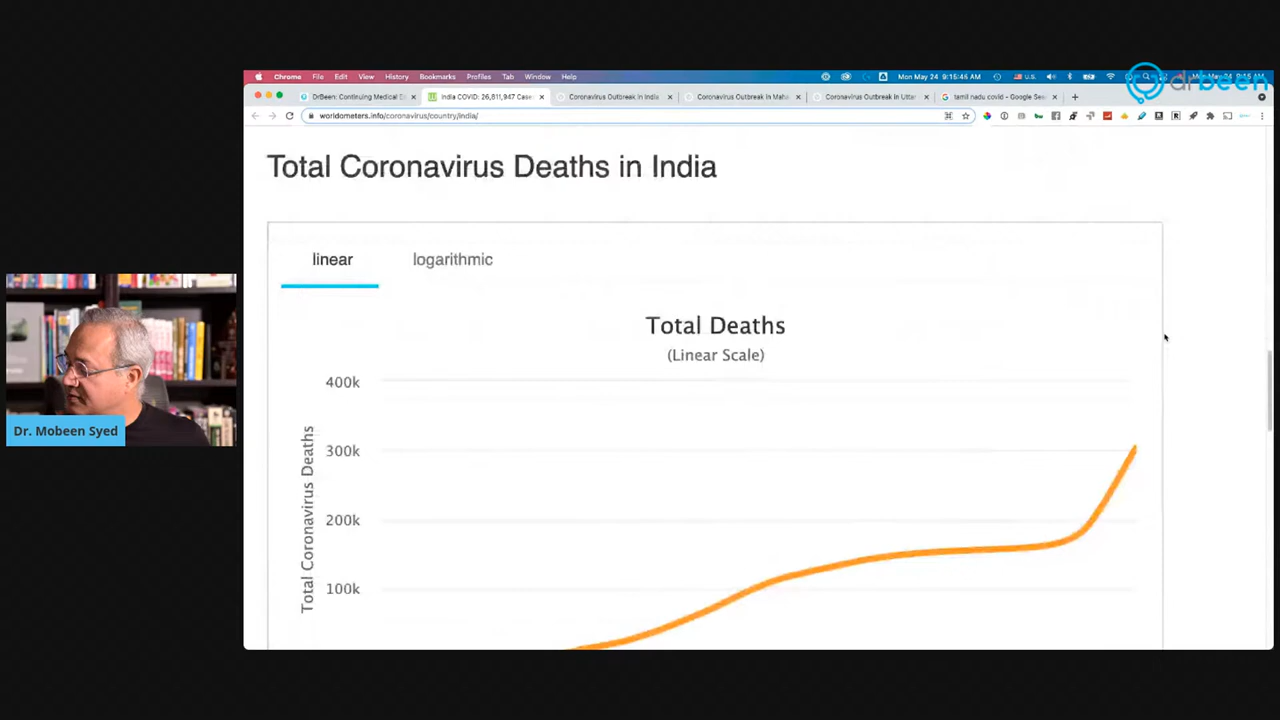 Chrome File Edit View History Bookmarks Profiles Tab Window Help
U.S.
Mon May 24 9:15:46 AM
drbeen
DrBeen: Continuing Medical E
India COVID: 26,811,947 Case
Coronavirus Outbreak in India
Coronavirus Outbreak in Mah
Coronavirus Outbreak in Uttar
tamil nadu covid - Google Sea
worldometers.info/coronavirus/country/india/
Total Coronavirus Deaths in India
linear
logarithmic
Total Deaths
(Linear Scale)
400k
300k
200k
100k
Total Coronavirus Deaths
Dr. Mobeen Syed